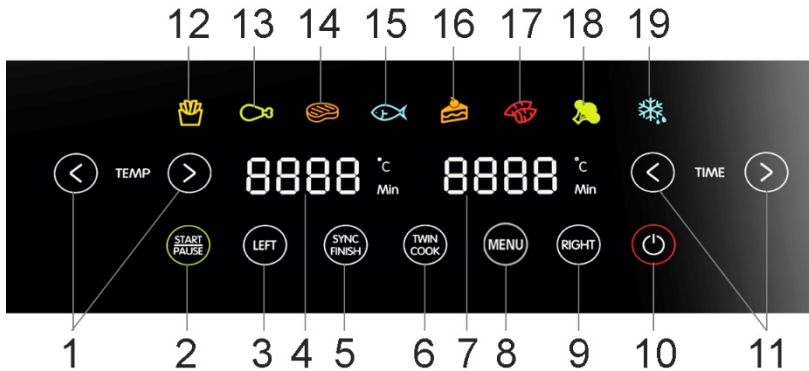 12 13 14 15 16 17 18 19
< TEMP > 8888 °C Min 8888 °C Min < TIME >
START PAUSE LEFT SYNC FINISH TWIN COOK MENU RIGHT
1 2 3 4 5 6 7 8 9 10 11